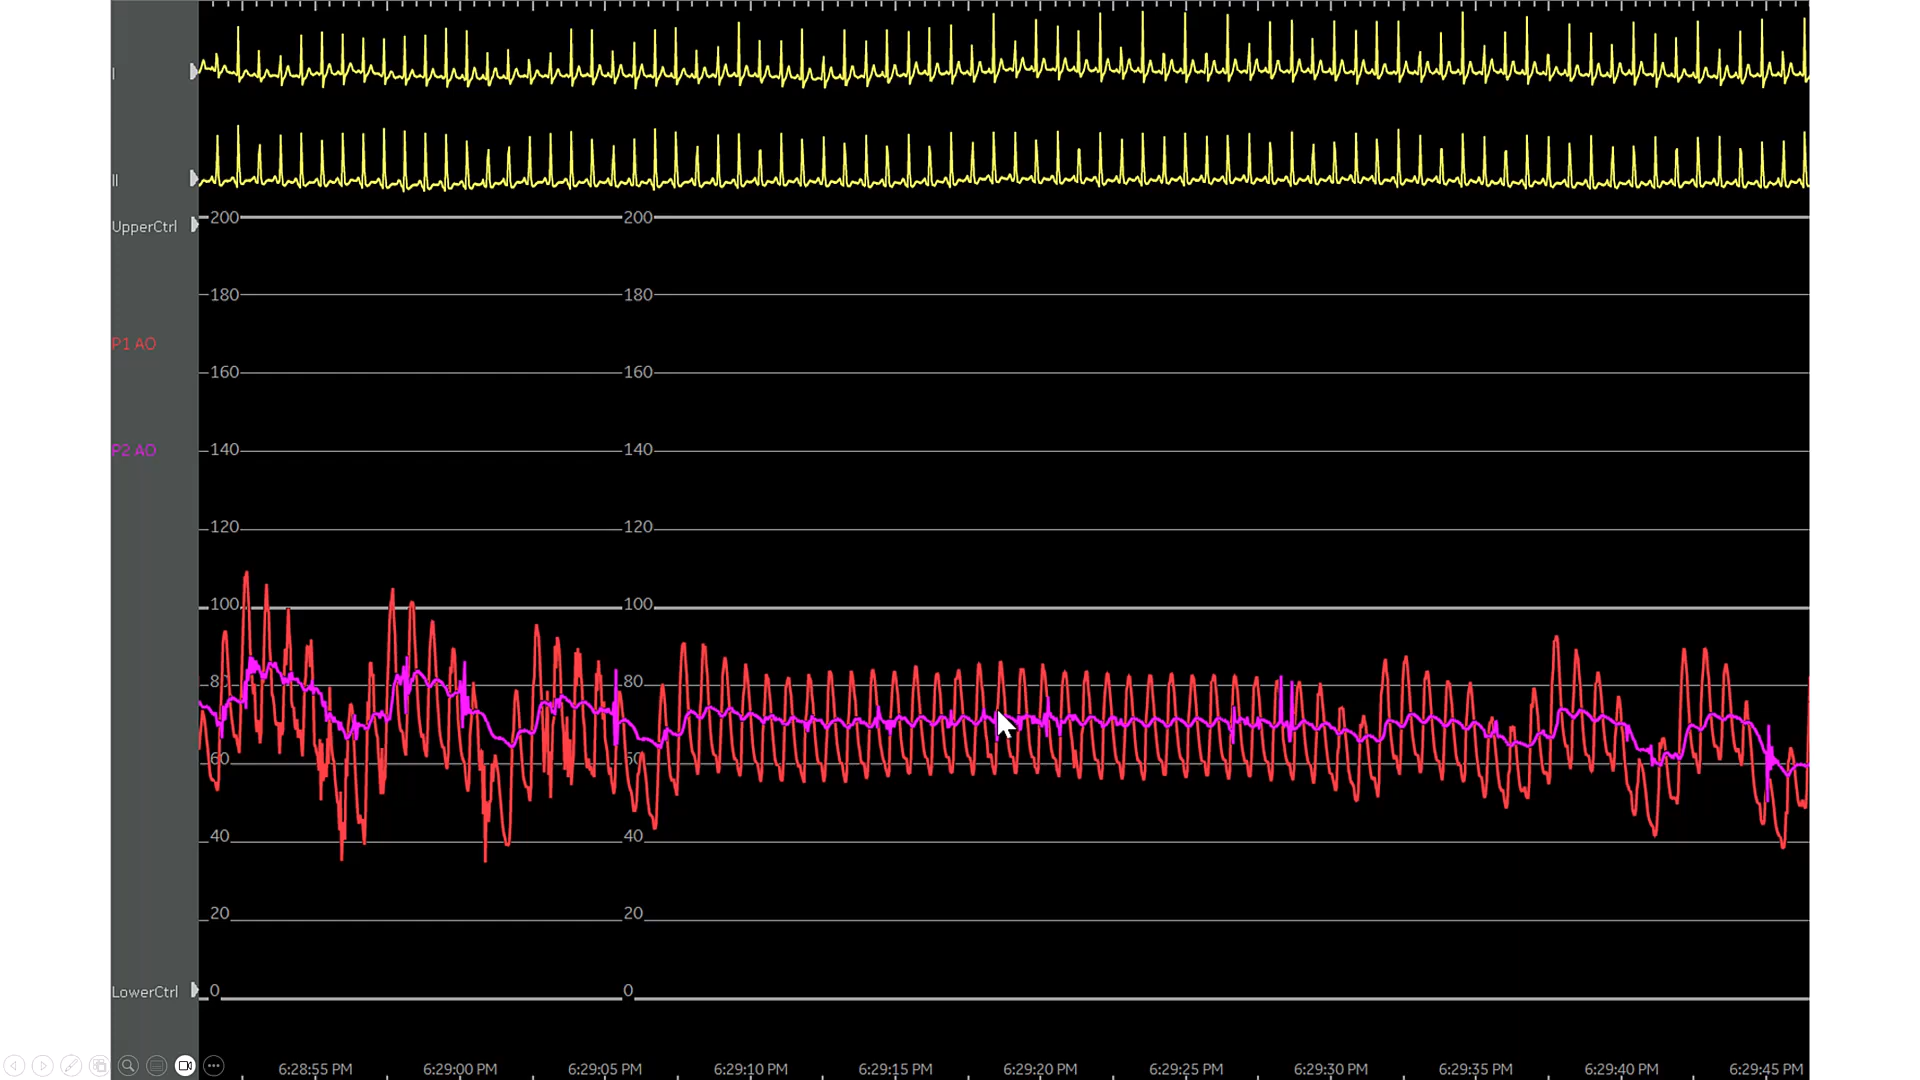 I
II
UpperCtrl
200 200
180 180
P1 AO
160 160
P2 AO
140 140
120 120
100 100
80 80
60 60
40 40
20 20
LowerCtrl
0 0
6:28:55 PM 6:29:00 PM 6:29:05 PM 6:29:10 PM 6:29:15 PM 6:29:20 PM 6:29:25 PM 6:29:30 PM 6:29:35 PM 6:29:40 PM 6:29:45 PM